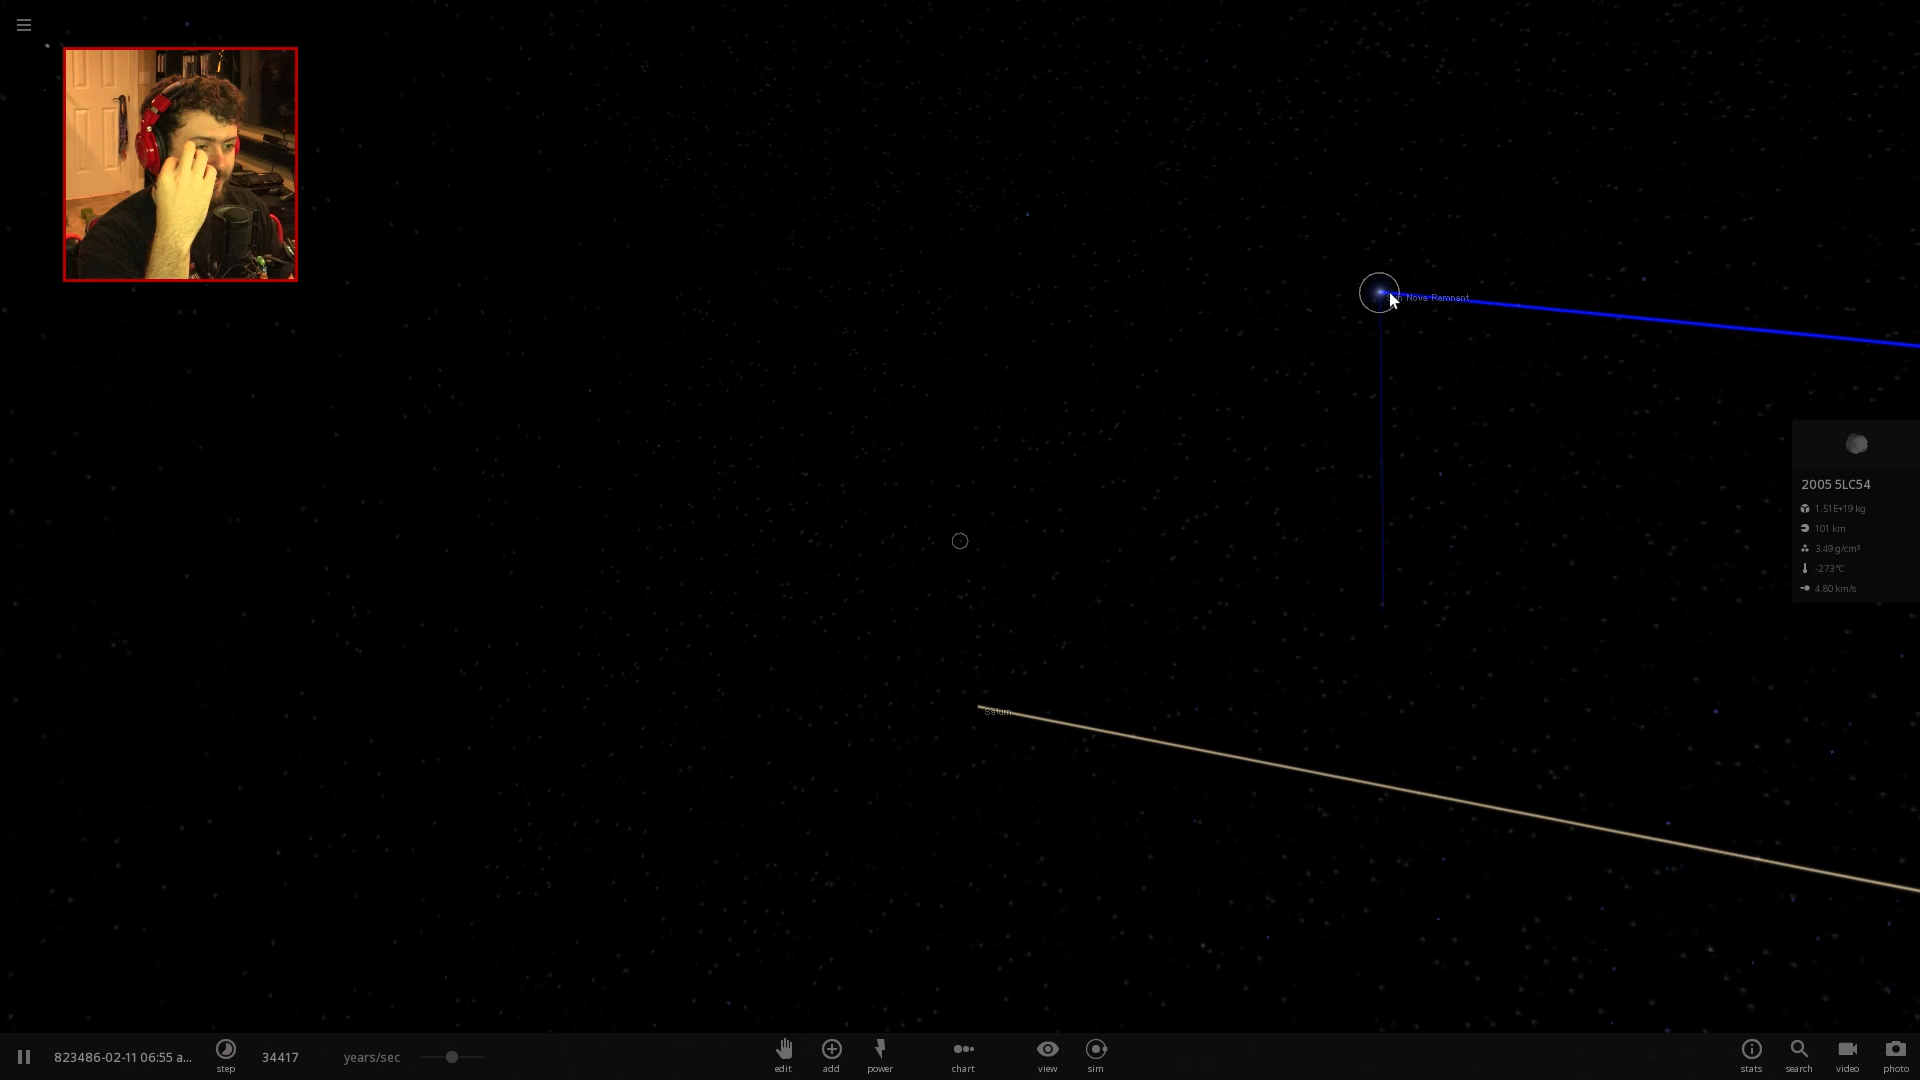 Nova Remnant
2005 5LC54
1.51E+19 kg
101 km
3.49 g/cm³
-273 °C
4.80 km/s
Saturn
823486-02-11 06:55 a...
step
34417
years/sec
edit
add
power
chart
view
sim
stats
search
video
photo